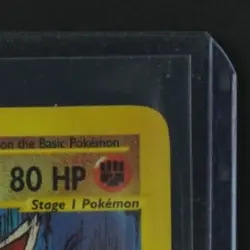 on the Basic Pokémon
80 HP
Stage 1 Pokémon